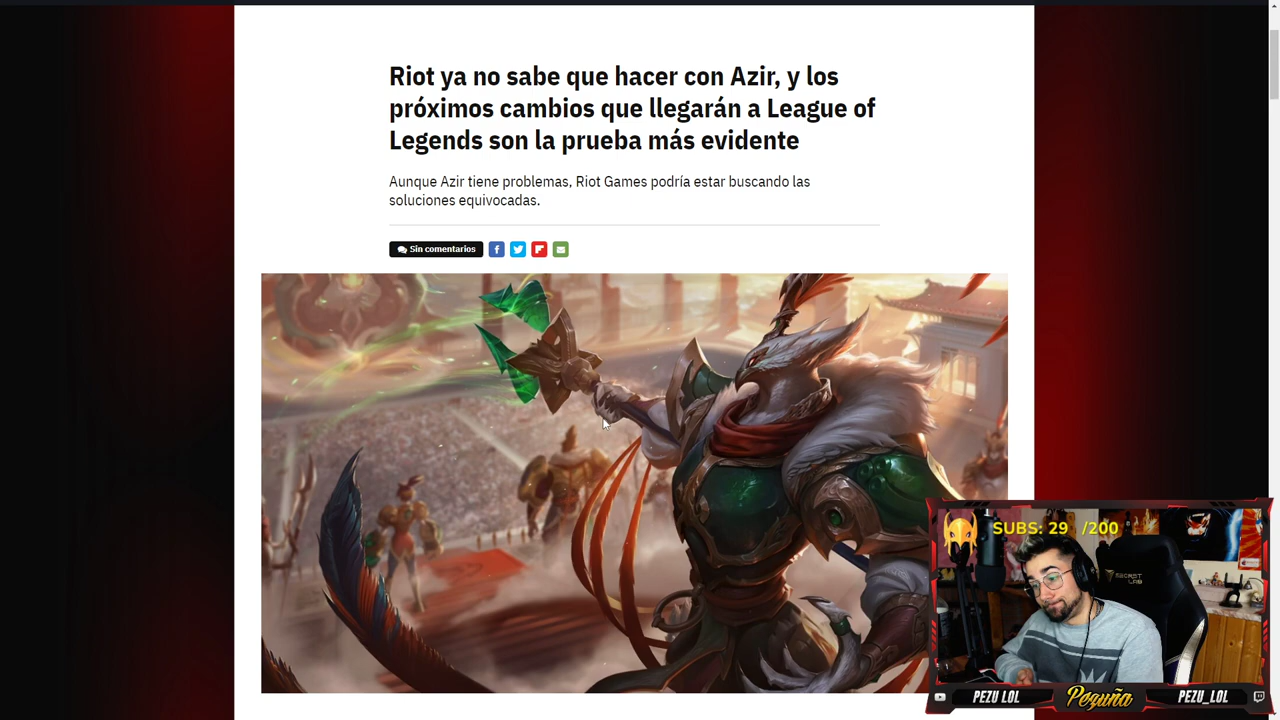 Riot ya no sabe que hacer con Azir, y los
próximos cambios que llegarán a League of
Legends son la prueba más evidente
Aunque Azir tiene problemas, Riot Games podría estar buscando las
soluciones equivocadas.
Sin comentarios
SUBS: 29 /200
SECRET
LAB
PEZU LOL
Pezuña
PEZU_LOL